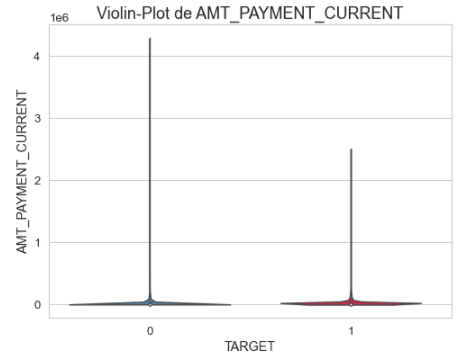 Violin-Plot de AMT_PAYMENT_CURRENT
1e6
4
3
2
1
0
AMT_PAYMENT_CURRENT
0 1
TARGET